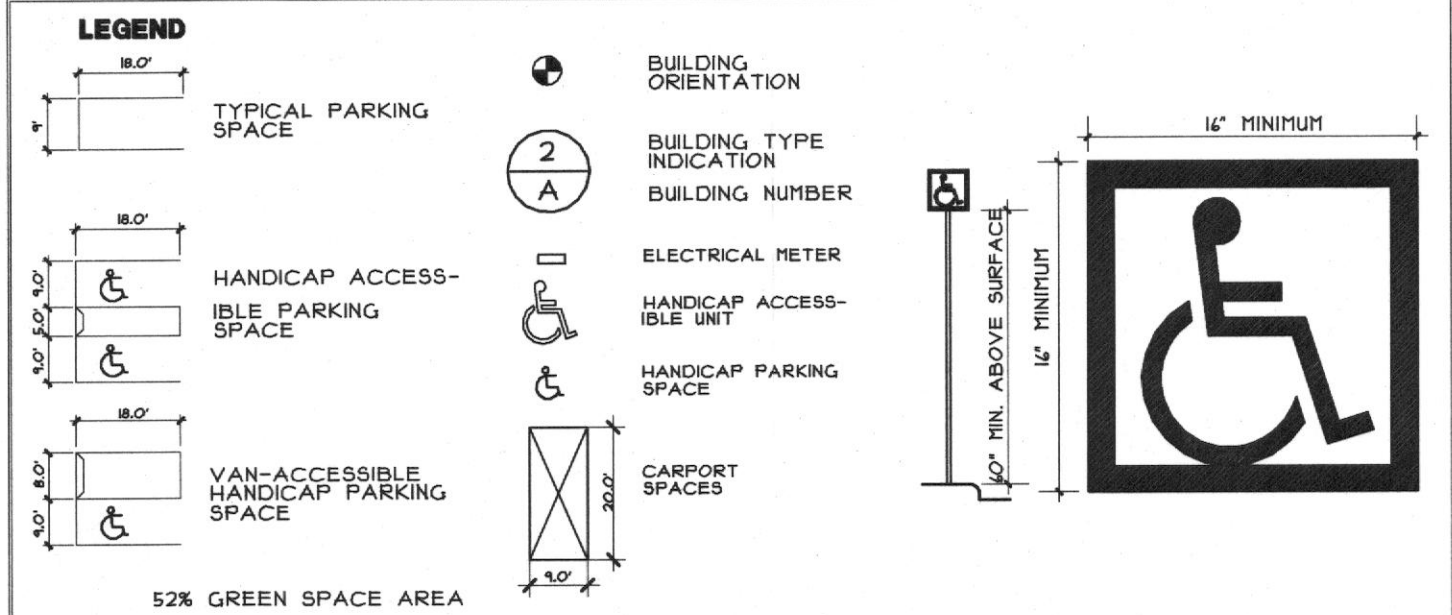 LEGEND
18.0'
9'
TYPICAL PARKING
SPACE
18.0'
9.0'
5.0'
9.0'
HANDICAP ACCESS-
IBLE PARKING
SPACE
18.0'
8.0'
9.0'
VAN-ACCESSIBLE
HANDICAP PARKING
SPACE
52% GREEN SPACE AREA
BUILDING
ORIENTATION
2
A
BUILDING TYPE
INDICATION
BUILDING NUMBER
ELECTRICAL METER
HANDICAP ACCESS-
IBLE UNIT
HANDICAP PARKING
SPACE
CARPORT
SPACES
20.0'
9.0'
60" MIN. ABOVE SURFACE
16" MINIMUM
16" MINIMUM